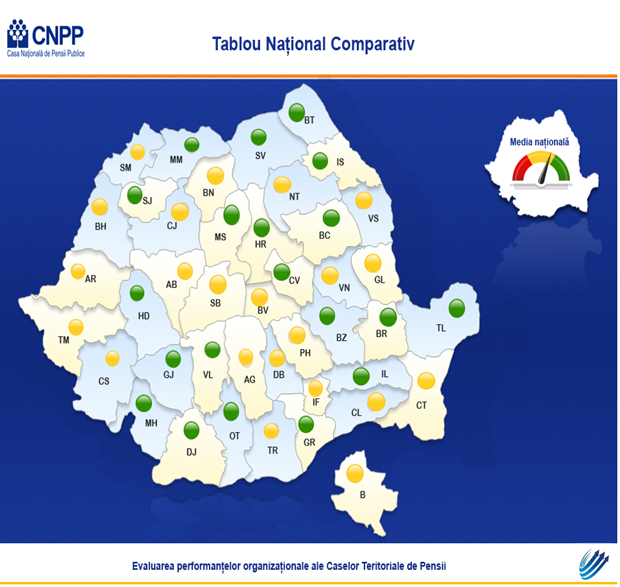 CNPP
Casa Națională de Pensii Publice
Tablou Național Comparativ
Media națională
BT
SV
MM
SM
IS
BN
NT
SJ
VS
CJ
BH
MS
HR
BC
AR
AB
CV
VN
GL
SB
BV
HD
TL
TM
BZ
BR
PH
CS
GJ
VL
AG
DB
IL
IF
CT
CL
MH
OT
DJ
TR
GR
B
Evaluarea performanțelor organizaționale ale Caselor Teritoriale de Pensii